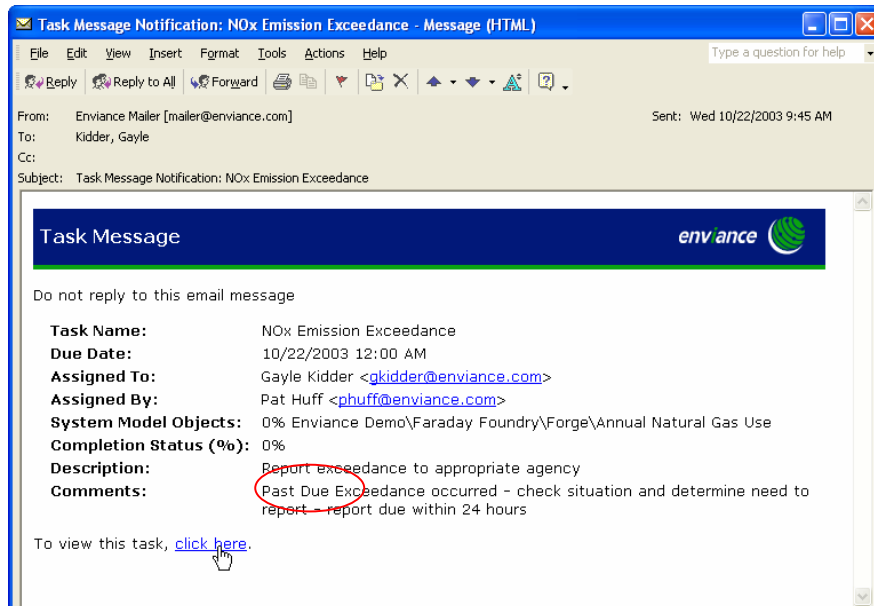 Task Message Notification: NOx Emission Exceedance - Message (HTML)
File Edit View Insert Format Tools Actions Help Type a question for help
Reply Reply to All Forward
From: Enviance Mailer [mailer@enviance.com] Sent: Wed 10/22/2003 9:45 AM
To: Kidder, Gayle
Cc:
Subject: Task Message Notification: NOx Emission Exceedance
Task Message enviance
Do not reply to this email message
Task Name: NOx Emission Exceedance
Due Date: 10/22/2003 12:00 AM
Assigned To: Gayle Kidder <gkidder@enviance.com>
Assigned By: Pat Huff <phuff@enviance.com>
System Model Objects: 0% Enviance Demo\Faraday Foundry\Forge\Annual Natural Gas Use
Completion Status (%): 0%
Description: Report exceedance to appropriate agency
Comments: Past Due Exceedance occurred - check situation and determine need to
report - report due within 24 hours
To view this task, click here.